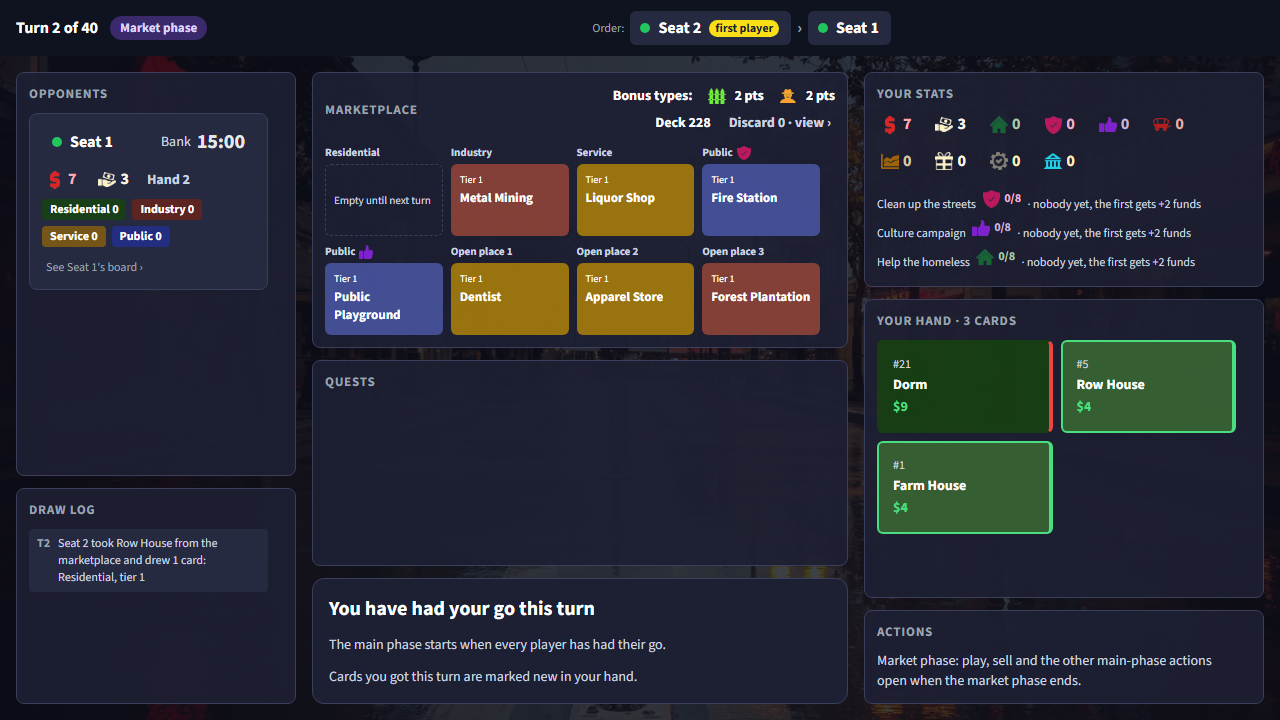 Turn 2 of 40
Market phase
Order:
Seat 2
first player
›
Seat 1
OPPONENTS
Seat 1
Bank 15:00
7
3
Hand 2
Residential 0
Industry 0
Service 0
Public 0
See Seat 1's board ›
DRAW LOG
T2 Seat 2 took Row House from the
marketplace and drew 1 card:
Residential, tier 1
MARKETPLACE
Bonus types:
2 pts
2 pts
Deck 228
Discard 0 · view ›
Residential
Empty until next turn
Industry
Tier 1
Metal Mining
Service
Tier 1
Liquor Shop
Public
Tier 1
Fire Station
Public
Tier 1
Public
Playground
Open place 1
Tier 1
Dentist
Open place 2
Tier 1
Apparel Store
Open place 3
Tier 1
Forest Plantation
QUESTS
You have had your go this turn
The main phase starts when every player has had their go.
Cards you got this turn are marked new in your hand.
YOUR STATS
7
3
0
0
0
0
0
0
0
0
Clean up the streets 0/8 · nobody yet, the first gets +2 funds
Culture campaign 0/8 · nobody yet, the first gets +2 funds
Help the homeless 0/8 · nobody yet, the first gets +2 funds
YOUR HAND · 3 CARDS
#21
Dorm
$9
#5
Row House
$4
#1
Farm House
$4
ACTIONS
Market phase: play, sell and the other main-phase actions
open when the market phase ends.